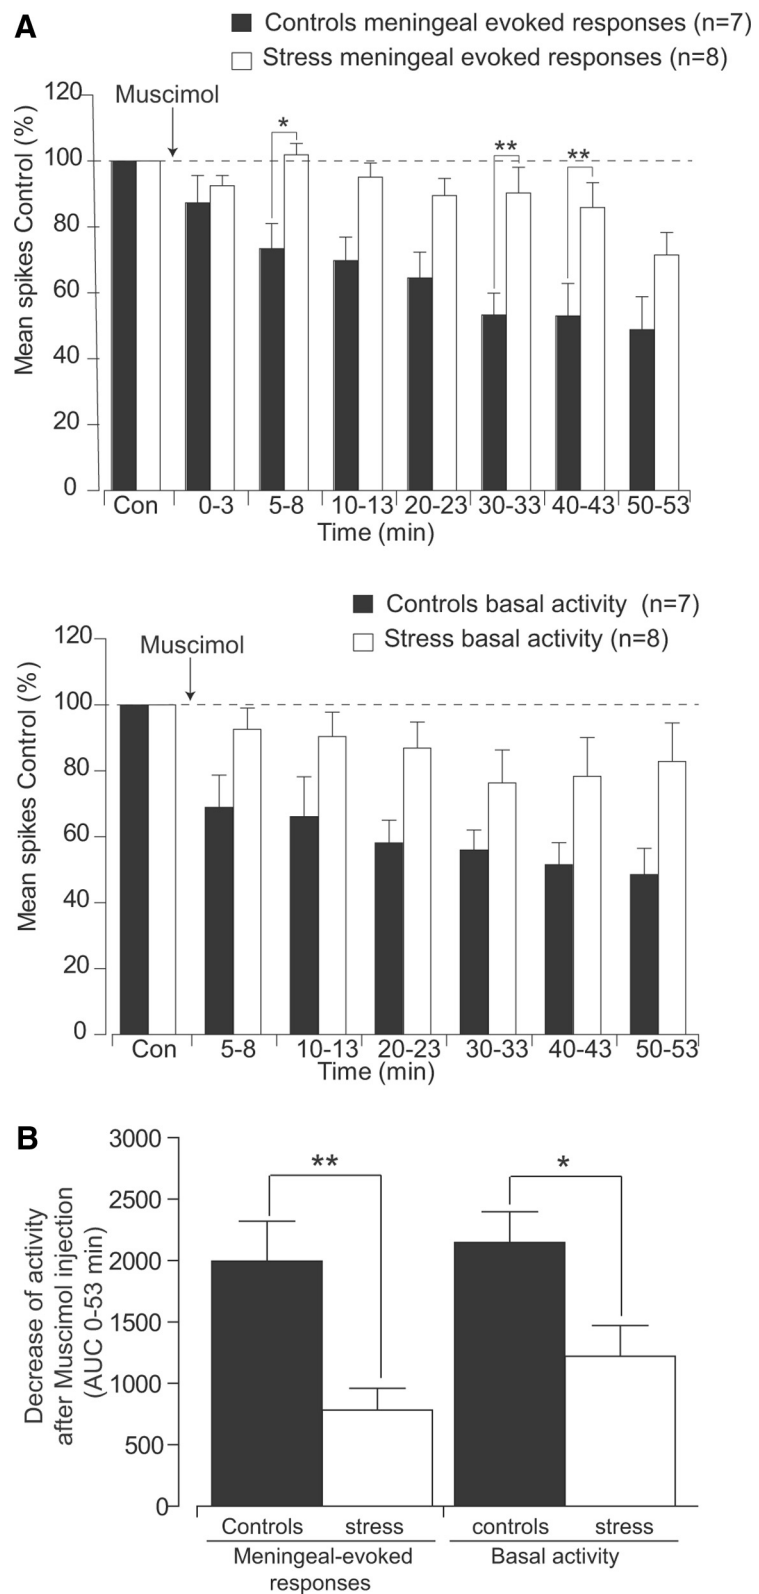 A
Controls meningeal evoked responses (n=7)
Stress meningeal evoked responses (n=8)
Mean spikes Control (%)
120
100
80
60
40
20
0
Muscimol
*
**
**
Con 0-3 5-8 10-13 20-23 30-33 40-43 50-53
Time (min)
Controls basal activity (n=7)
Stress basal activity (n=8)
Mean spikes Control (%)
120
100
80
60
40
20
0
Muscimol
Con 5-8 10-13 20-23 30-33 40-43 50-53
Time (min)
B
Decrease of activity
after Muscimol injection
(AUC 0-53 min)
3000
2500
2000
1500
1000
500
0
**
*
Controls stress controls stress
Meningeal-evoked
responses
Basal activity